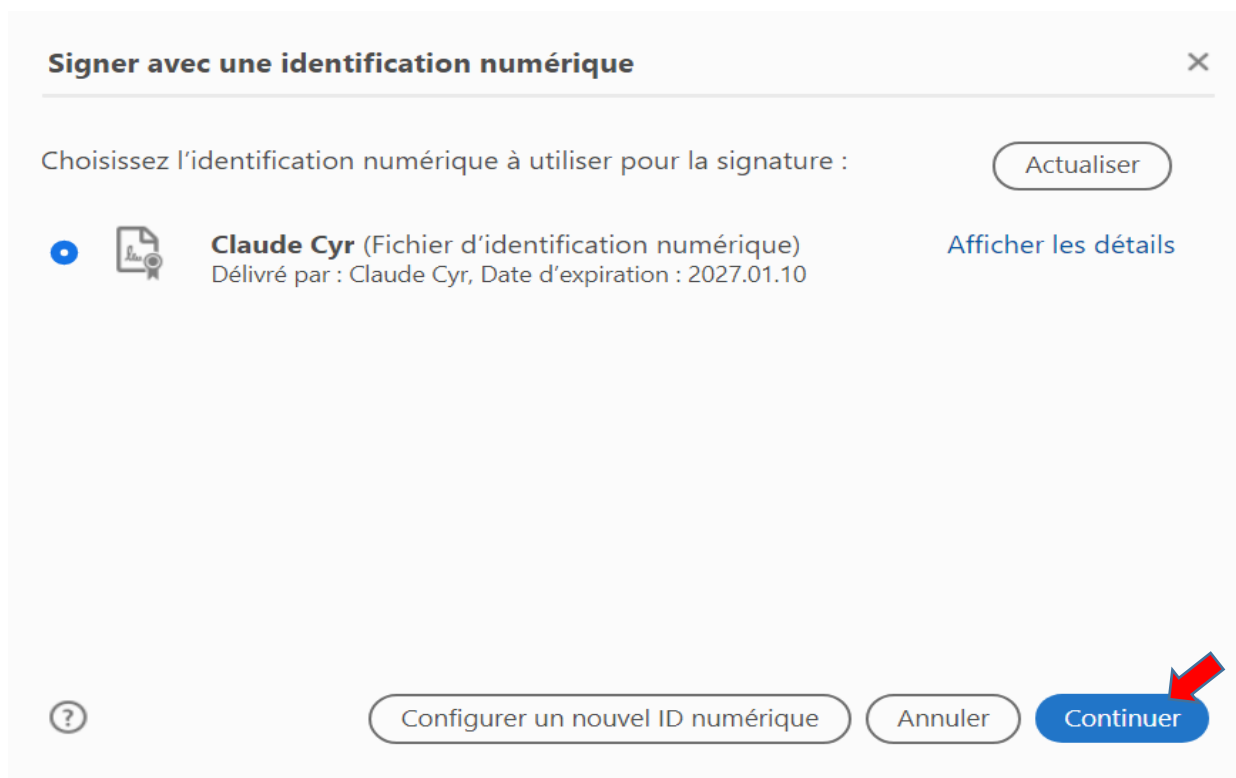 Signer avec une identification numérique
Choisissez l'identification numérique à utiliser pour la signature :
Actualiser
Claude Cyr (Fichier d'identification numérique)
Afficher les détails
Délivré par : Claude Cyr, Date d'expiration : 2027.01.10
?
Configurer un nouvel ID numérique
Annuler
Continuer